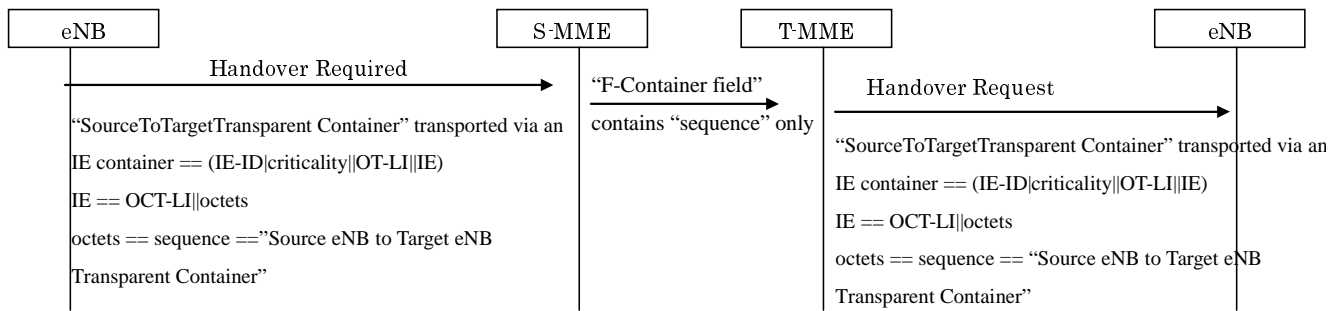 eNB
S-MME
T-MME
eNB
Handover Required
“SourceToTargetTransparent Container” transported via an
IE container == (IE-ID|criticality||OT-LI||IE)
IE == OCT-LI||octets
octets == sequence ==”Source eNB to Target eNB
Transparent Container”
“F-Container field”
contains “sequence” only
Handover Request
“SourceToTargetTransparent Container” transported via an
IE container == (IE-ID|criticality||OT-LI||IE)
IE == OCT-LI||octets
octets == sequence == “Source eNB to Target eNB
Transparent Container”